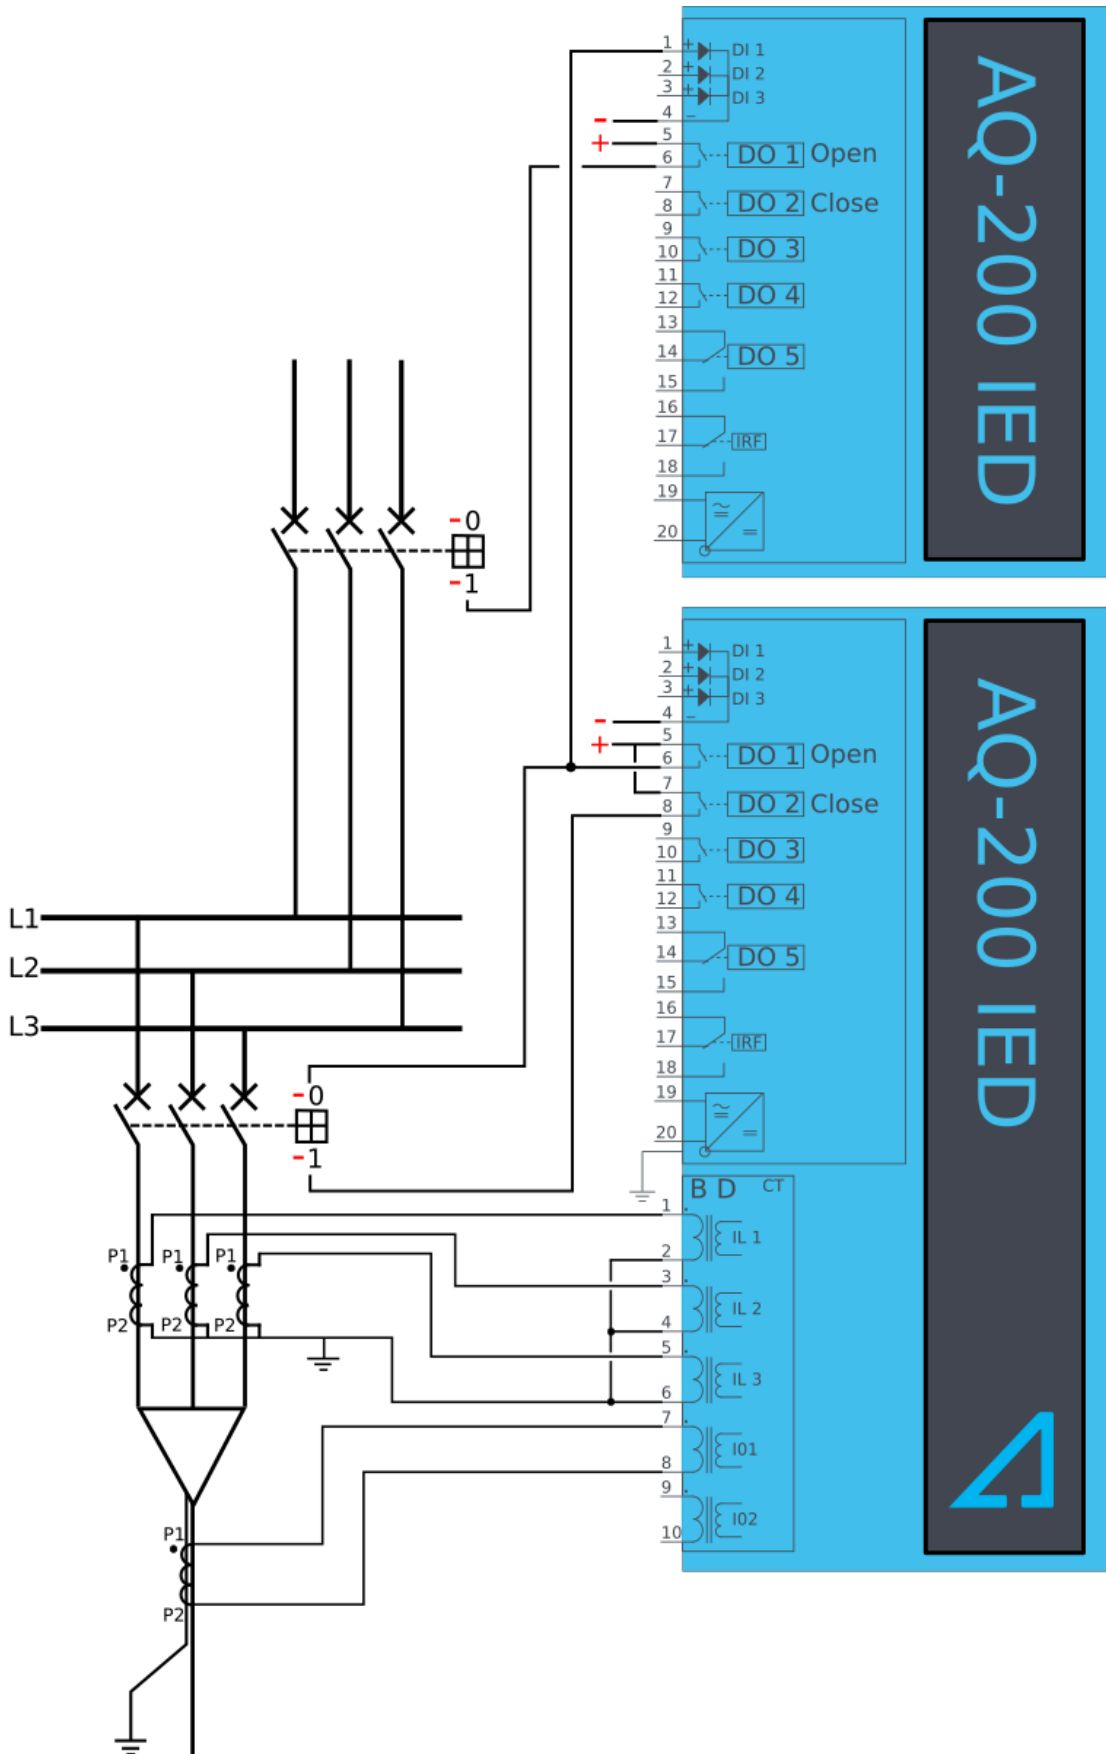 1 + DI 1
2 + DI 2
3 + DI 3
4 −
-
+
5
6
DO 1 Open
7
8
DO 2 Close
9
10
DO 3
11
12
DO 4
13
14
15
DO 5
16
17
18
IRF
19
20
AQ-200 IED
-0
-1
1 + DI 1
2 + DI 2
3 + DI 3
4 −
-
+
5
6
DO 1 Open
7
8
DO 2 Close
9
10
DO 3
11
12
DO 4
13
14
15
DO 5
16
17
18
IRF
19
20
AQ-200 IED
L1
L2
L3
-0
-1
B D CT
1
2
IL 1
3
4
IL 2
5
6
IL 3
7
8
I01
9
10
I02
P1 P1 P1
P2 P2 P2
P1
P2